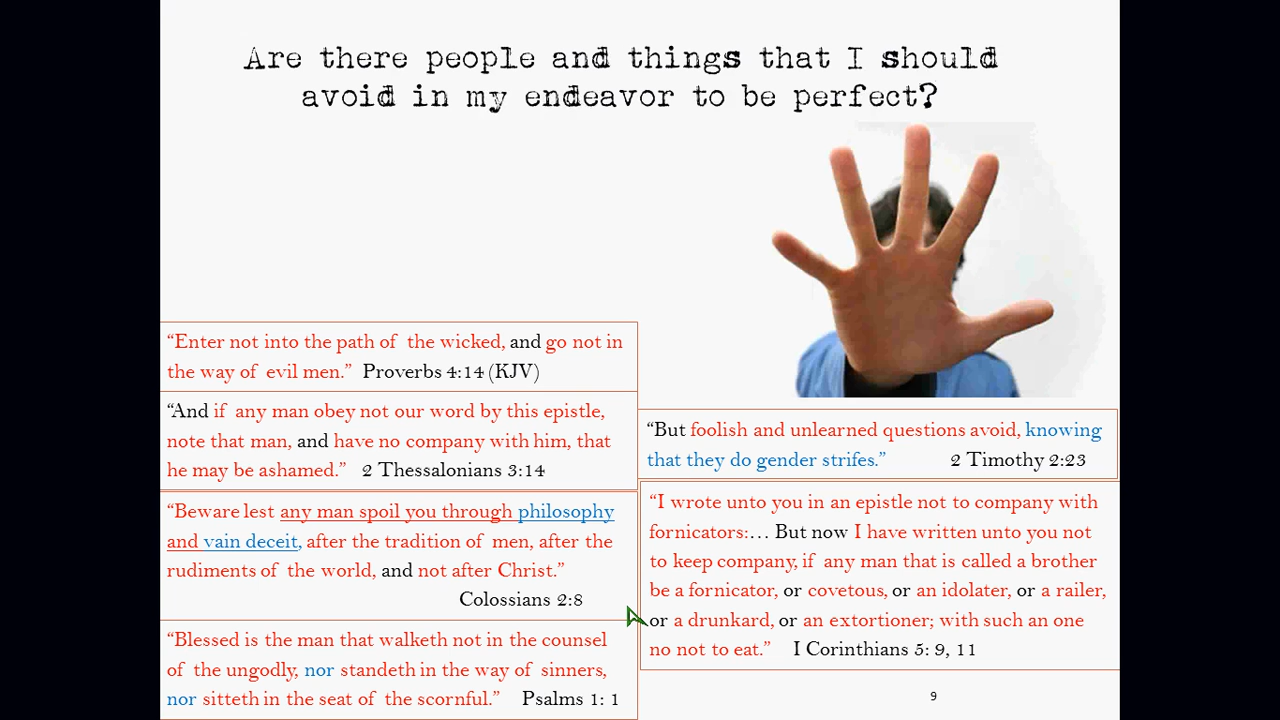 Are there people and things that I should
avoid in my endeavor to be perfect?
“Enter not into the path of the wicked, and go not in
the way of evil men.” Proverbs 4:14 (KJV)
“And if any man obey not our word by this epistle,
note that man, and have no company with him, that
he may be ashamed.” 2 Thessalonians 3:14
“Beware lest any man spoil you through philosophy
and vain deceit, after the tradition of men, after the
rudiments of the world, and not after Christ.”
Colossians 2:8
“Blessed is the man that walketh not in the counsel
of the ungodly, nor standeth in the way of sinners,
nor sitteth in the seat of the scornful.” Psalms 1: 1
“But foolish and unlearned questions avoid, knowing
that they do gender strifes.” 2 Timothy 2:23
“I wrote unto you in an epistle not to company with
fornicators:… But now I have written unto you not
to keep company, if any man that is called a brother
be a fornicator, or covetous, or an idolater, or a railer,
or a drunkard, or an extortioner; with such an one
no not to eat.” I Corinthians 5: 9, 11
9